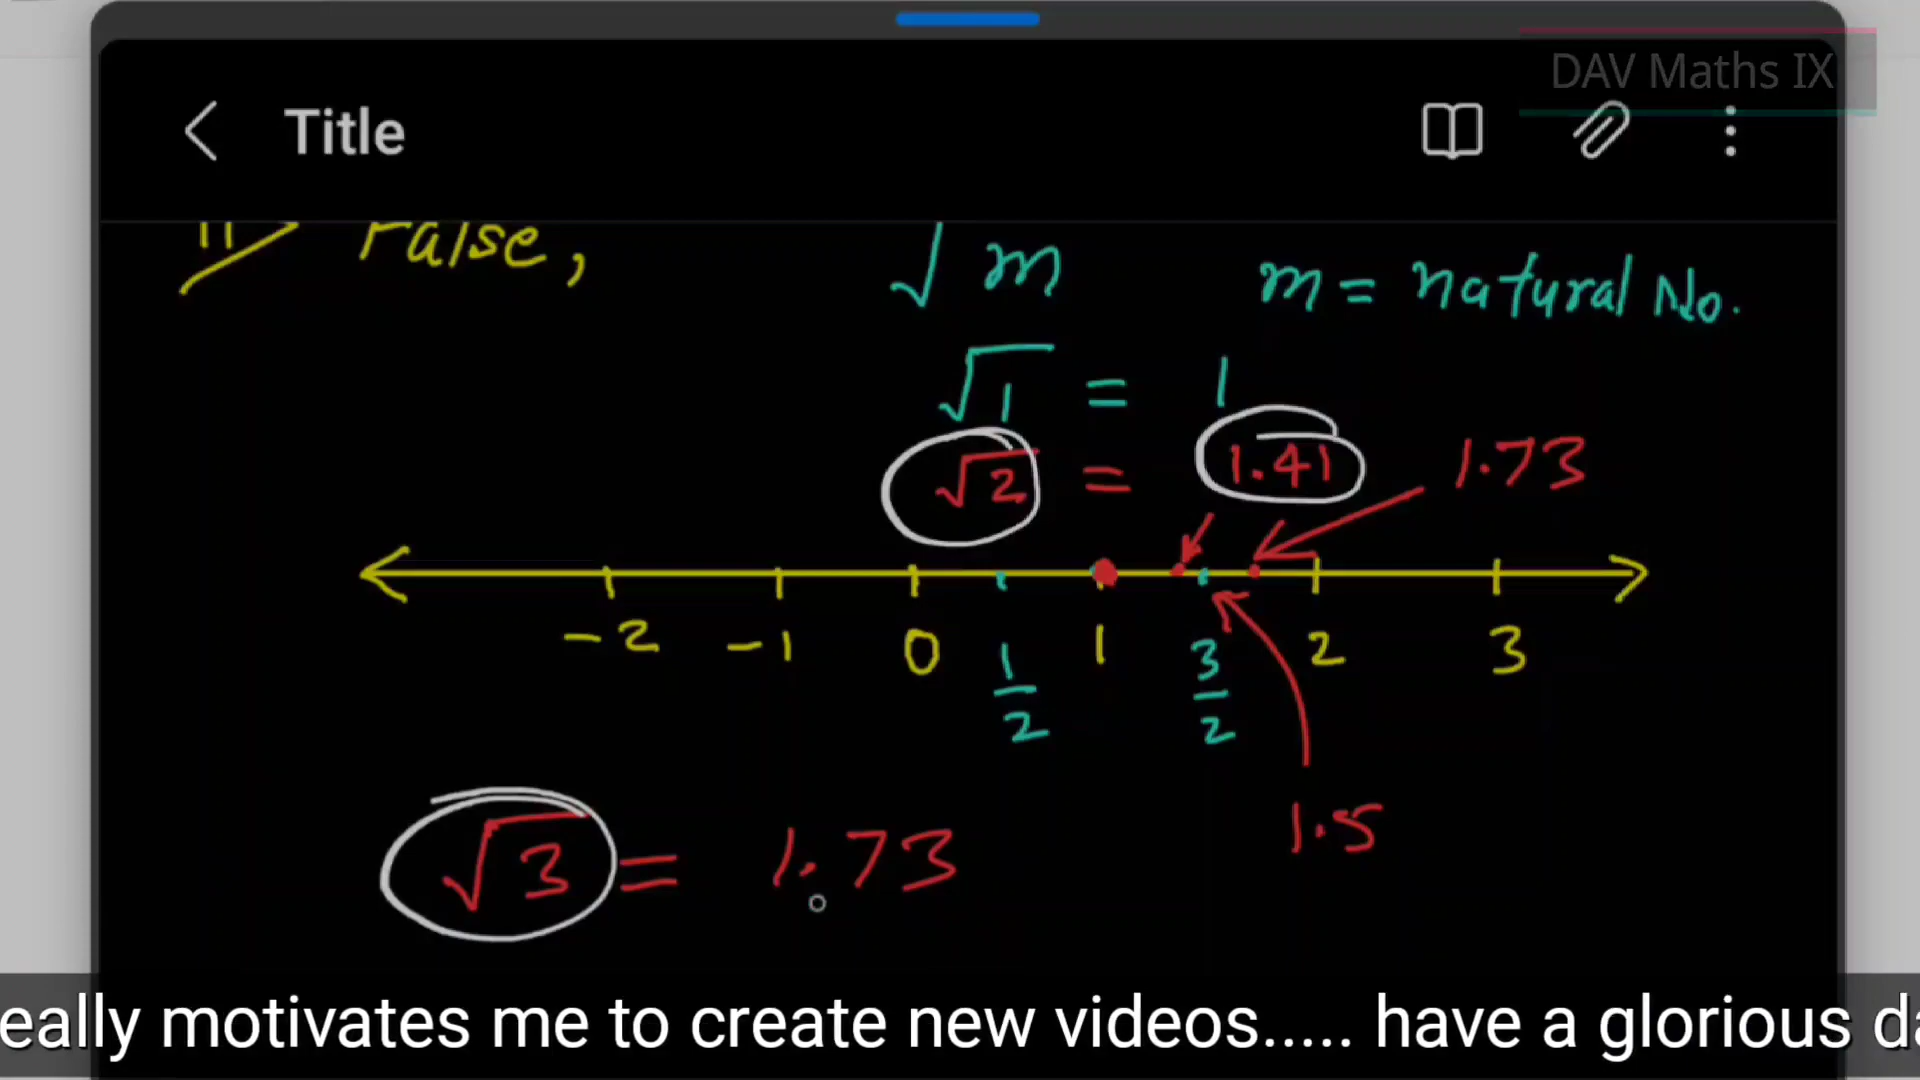 DAV Maths IX
Title
ii False, √m m = natural No.
√1 = 1
√2 = 1.41 1.73
-2 -1 0 1/2 1 3/2 2 3
√3 = 1.73 1.5
eally motivates me to create new videos..... have a glorious da